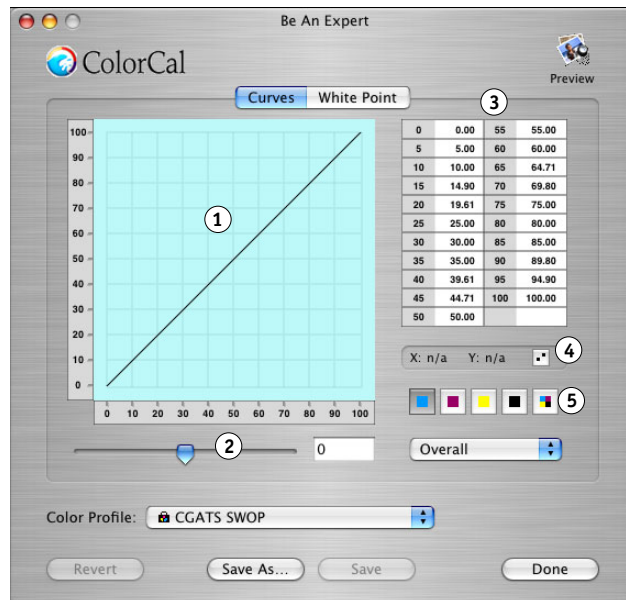 Be An Expert
ColorCal
Preview
Curves White Point
3
100
90
80
70
60
50
40
30
20
10
0
0 10 20 30 40 50 60 70 80 90 100
1
0 0.00 55 55.00
5 5.00 60 60.00
10 10.00 65 64.71
15 14.90 70 69.80
20 19.61 75 75.00
25 25.00 80 80.00
30 30.00 85 85.00
35 35.00 90 89.80
40 39.61 95 94.90
45 44.71 100 100.00
50 50.00
X: n/a Y: n/a
4
5
2
0
Overall
Color Profile: CGATS SWOP
Revert Save As... Save Done